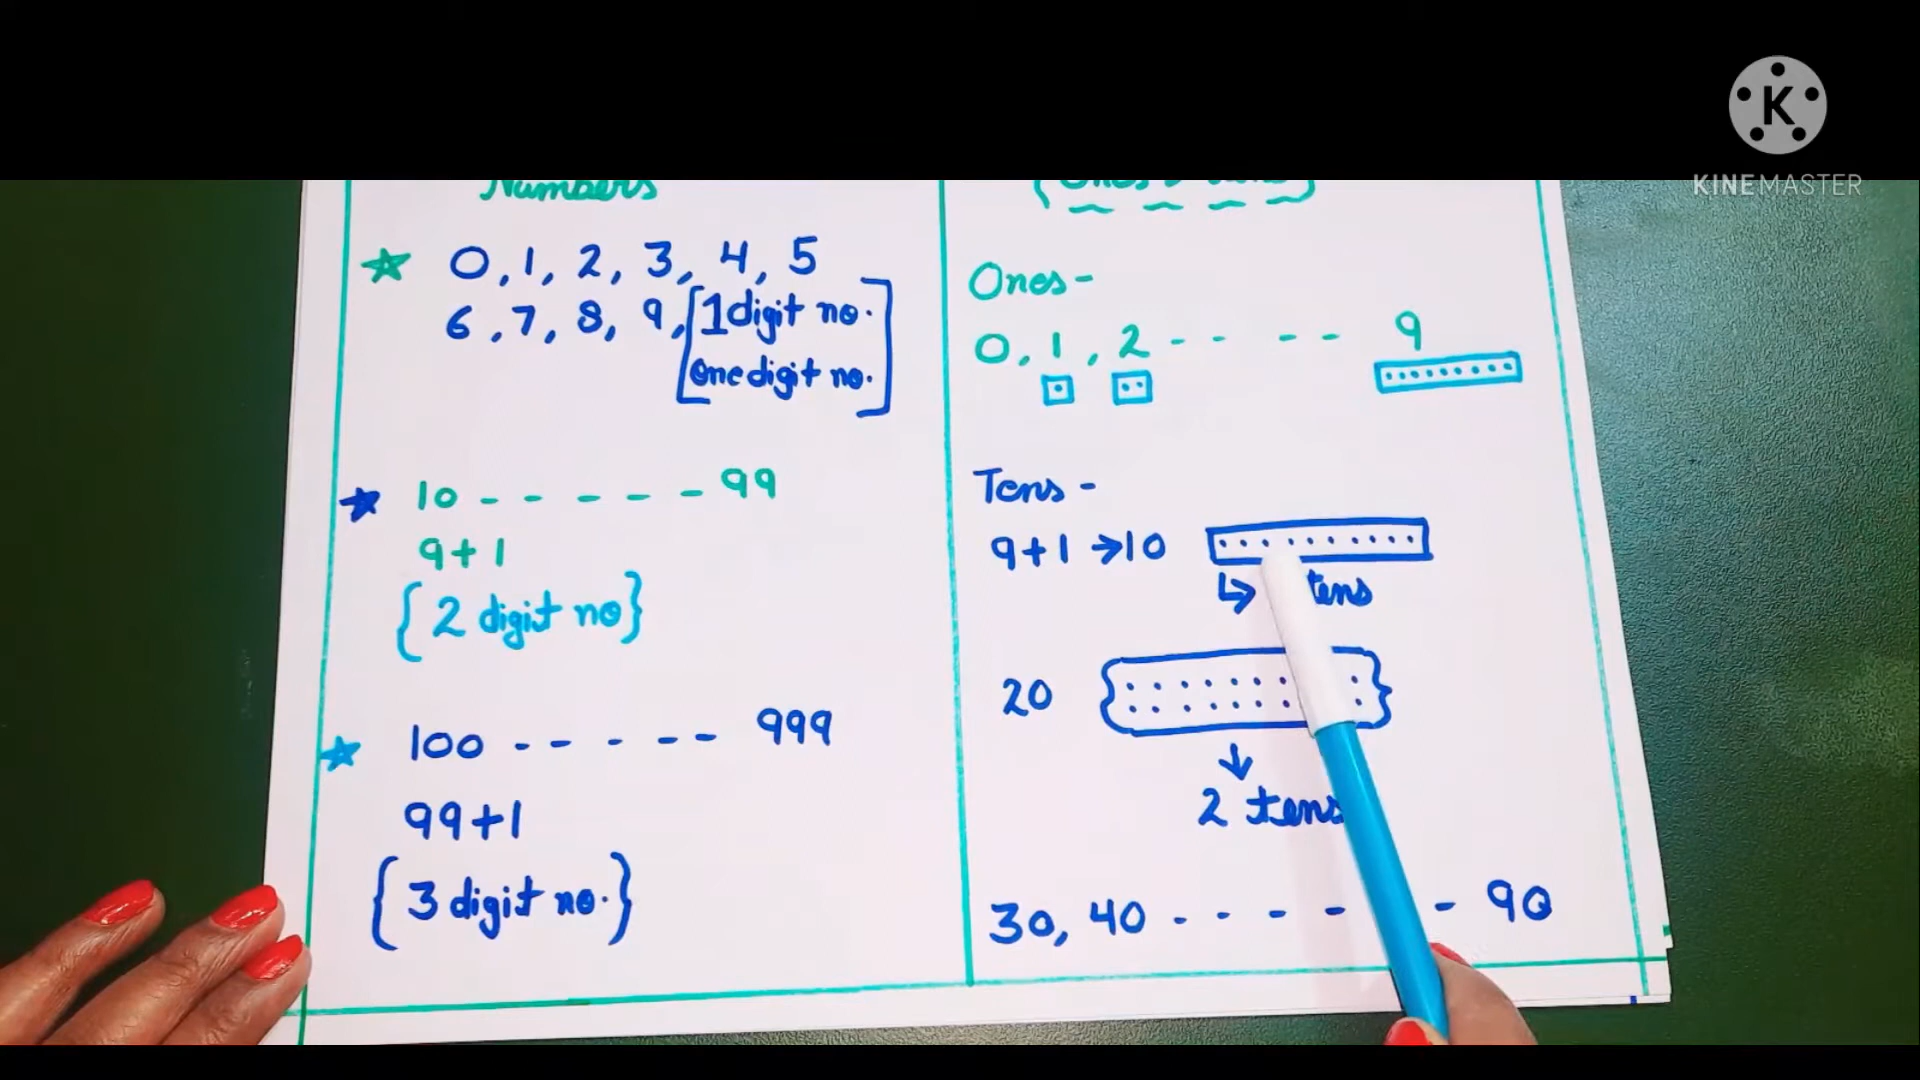 Numbers
0, 1, 2, 3, 4, 5
6, 7, 8, 9, [1 digit no.
one digit no.]
10 - - - - - 99
9+1
{2 digit no}
100 - - - - - 999
99+1
{3 digit no.}
Ones-
0, 1, 2 - - - - 9
Tens -
9+1 →10
↳ tens
20
↓
2 tens
30, 40 - - - - - 90
K
KINEMASTER